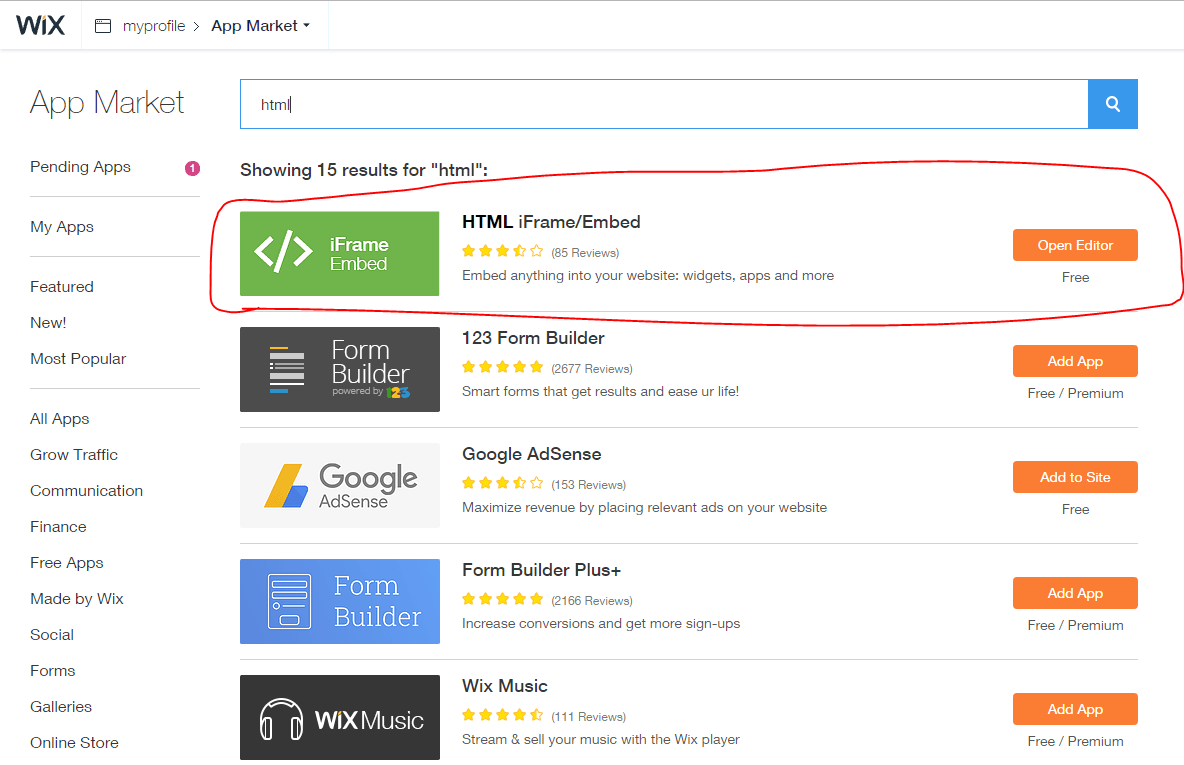 WiX myprofile > App Market
App Market
html
Pending Apps 1
My Apps
Featured
New!
Most Popular
All Apps
Grow Traffic
Communication
Finance
Free Apps
Made by Wix
Social
Forms
Galleries
Online Store
Showing 15 results for "html":
</> iFrame
Embed
HTML iFrame/Embed
(85 Reviews)
Embed anything into your website: widgets, apps and more
Open Editor
Free
Form
Builder
powered by 123
123 Form Builder
(2677 Reviews)
Smart forms that get results and ease ur life!
Add App
Free / Premium
Google
AdSense
Google AdSense
(153 Reviews)
Maximize revenue by placing relevant ads on your website
Add to Site
Free
Form
Builder
Form Builder Plus+
(2166 Reviews)
Increase conversions and get more sign-ups
Add App
Free / Premium
WiX Music
Wix Music
(111 Reviews)
Stream & sell your music with the Wix player
Add App
Free / Premium